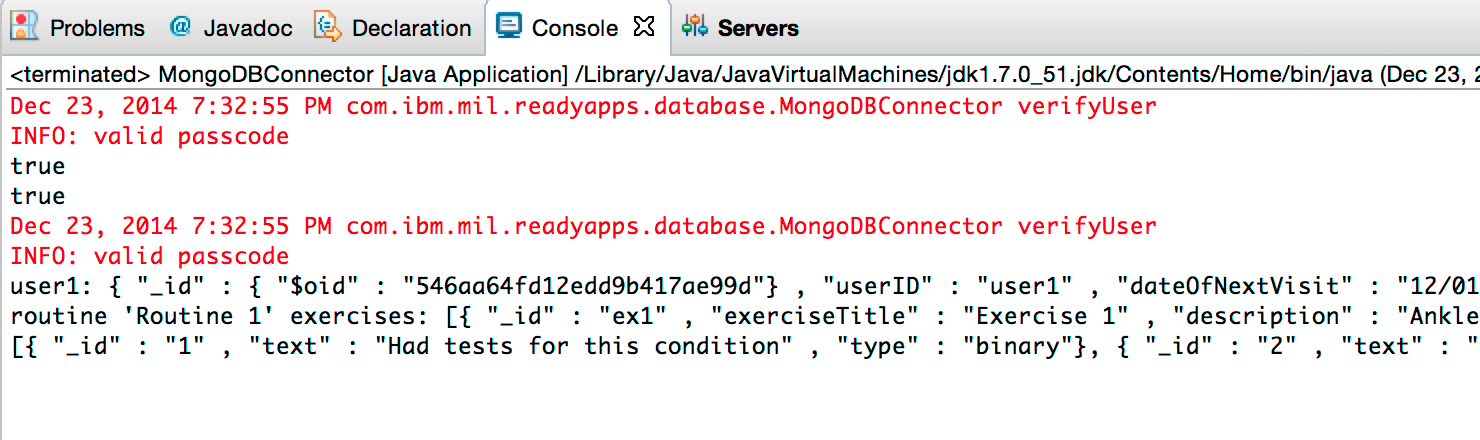 Problems @ Javadoc Declaration Console Servers
<terminated> MongoDBConnector [Java Application] /Library/Java/JavaVirtualMachines/jdk1.7.0_51.jdk/Contents/Home/bin/java (Dec 23, 2
Dec 23, 2014 7:32:55 PM com.ibm.mil.readyapps.database.MongoDBConnector verifyUser
INFO: valid passcode
true
true
Dec 23, 2014 7:32:55 PM com.ibm.mil.readyapps.database.MongoDBConnector verifyUser
INFO: valid passcode
user1: { "_id" : { "$oid" : "546aa64fd12edd9b417ae99d"} , "userID" : "user1" , "dateOfNextVisit" : "12/01
routine 'Routine 1' exercises: [{ "_id" : "ex1" , "exerciseTitle" : "Exercise 1" , "description" : "Ankle
[{ "_id" : "1" , "text" : "Had tests for this condition" , "type" : "binary"}, { "_id" : "2" , "text" : "